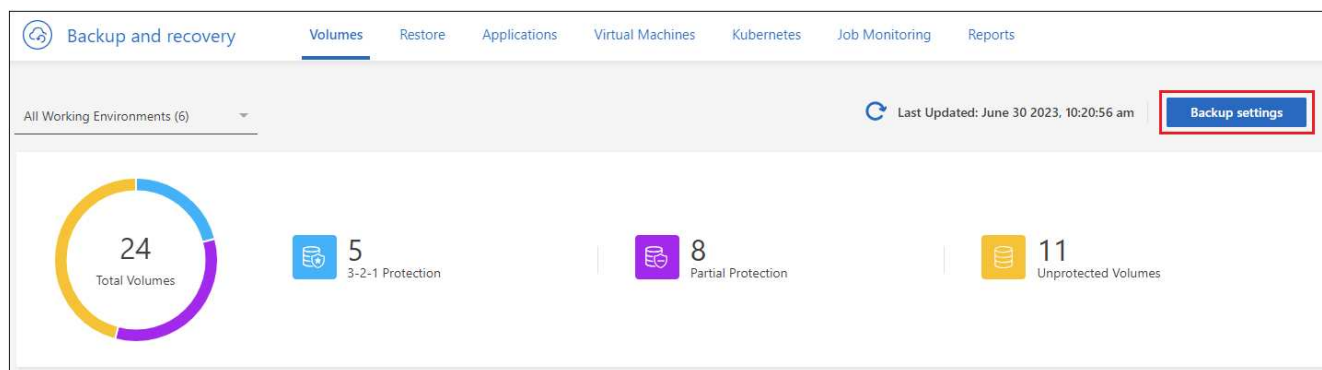 Backup and recovery Volumes Restore Applications Virtual Machines Kubernetes Job Monitoring Reports
All Working Environments (6) Last Updated: June 30 2023, 10:20:56 am Backup settings
24
Total Volumes
5
3-2-1 Protection
8
Partial Protection
11
Unprotected Volumes